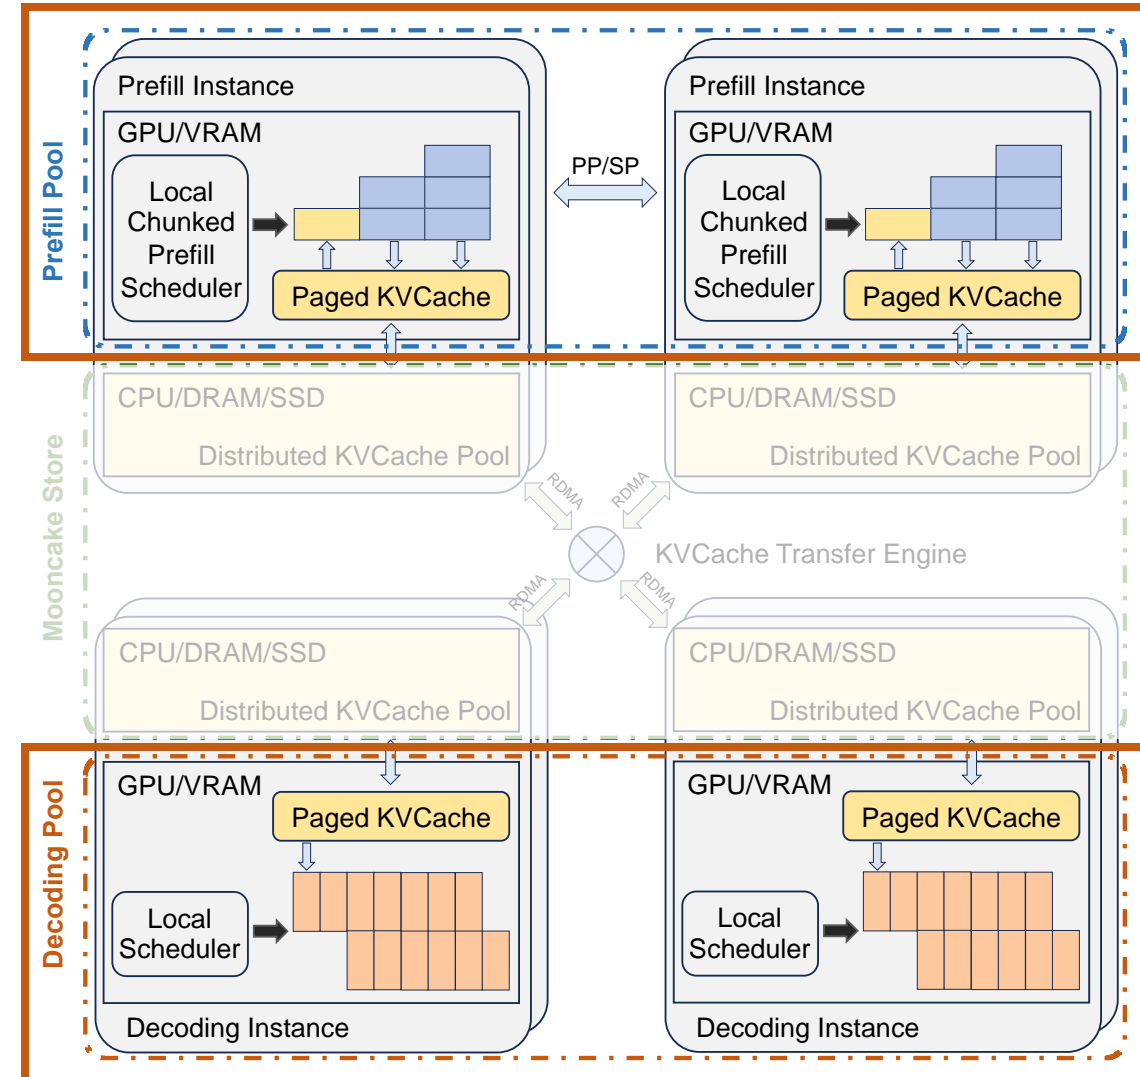 Prefill Pool
Prefill Instance
GPU/VRAM
Local
Chunked
Prefill
Scheduler
Paged KVCache
PP/SP
Prefill Instance
GPU/VRAM
Local
Chunked
Prefill
Scheduler
Paged KVCache
Mooncake Store
CPU/DRAM/SSD
Distributed KVCache Pool
CPU/DRAM/SSD
Distributed KVCache Pool
RDMA
RDMA
KVCache Transfer Engine
RDMA
RDMA
CPU/DRAM/SSD
Distributed KVCache Pool
CPU/DRAM/SSD
Distributed KVCache Pool
Decoding Pool
GPU/VRAM
Paged KVCache
Local
Scheduler
Decoding Instance
GPU/VRAM
Paged KVCache
Local
Scheduler
Decoding Instance